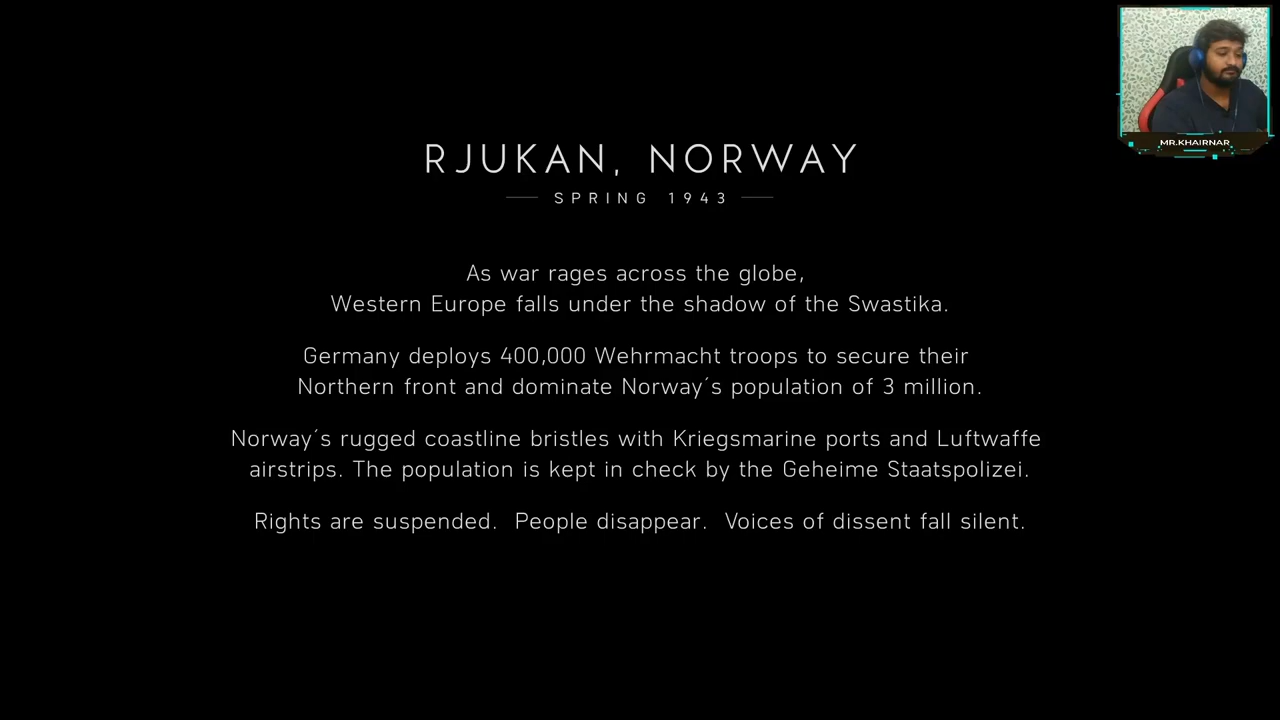 RJUKAN, NORWAY
SPRING 1943
As war rages across the globe,
Western Europe falls under the shadow of the Swastika.
Germany deploys 400,000 Wehrmacht troops to secure their
Northern front and dominate Norway´s population of 3 million.
Norway´s rugged coastline bristles with Kriegsmarine ports and Luftwaffe
airstrips. The population is kept in check by the Geheime Staatspolizei.
Rights are suspended.  People disappear.  Voices of dissent fall silent.
MR.KHAIRNAR